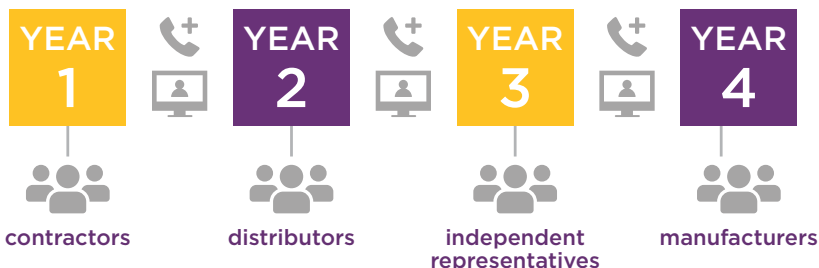 YEAR
1
YEAR
2
YEAR
3
YEAR
4
contractors
distributors
independent
representatives
manufacturers